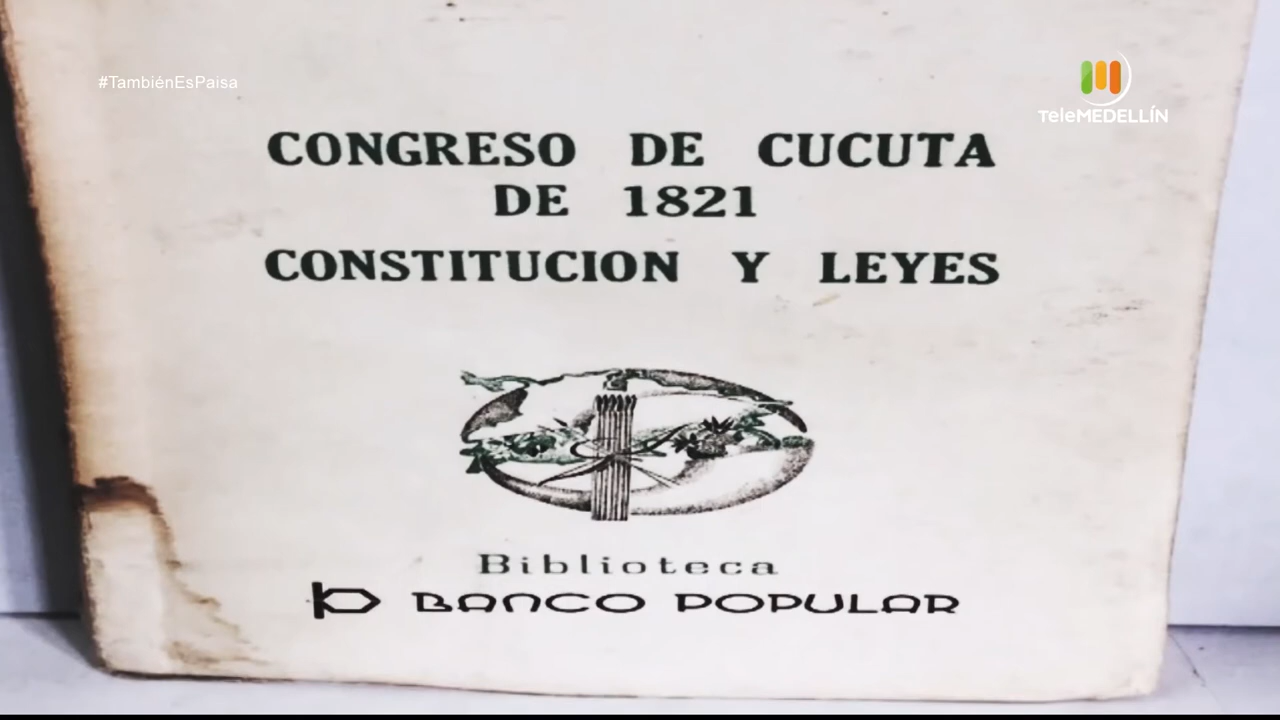 #TambiénEsPaisa
TeleMEDELLÍN
CONGRESO DE CUCUTA
DE 1821
CONSTITUCION Y LEYES
Biblioteca
BANCO POPULAR